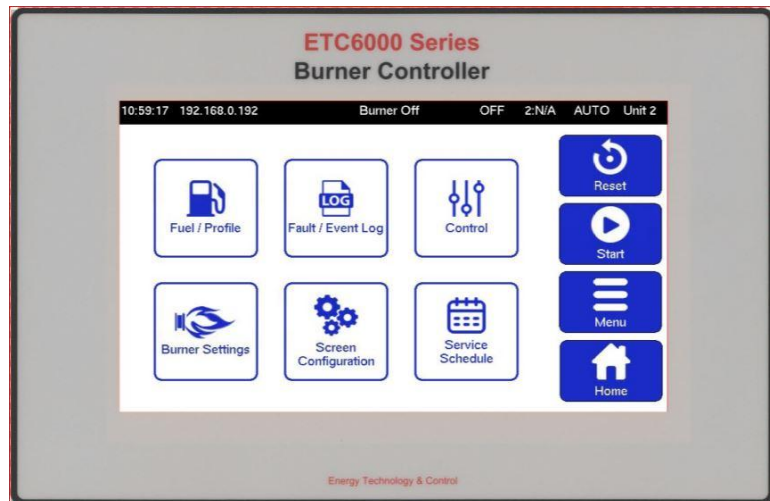 ETC6000 Series
Burner Controller
10:59:17 192.168.0.192 Burner Off OFF 2:N/A AUTO Unit 2
Reset
LOG
Fuel / Profile Fault / Event Log Control
Start
Menu
Burner Settings Screen Configuration Service Schedule
Home
Energy Technology & Control